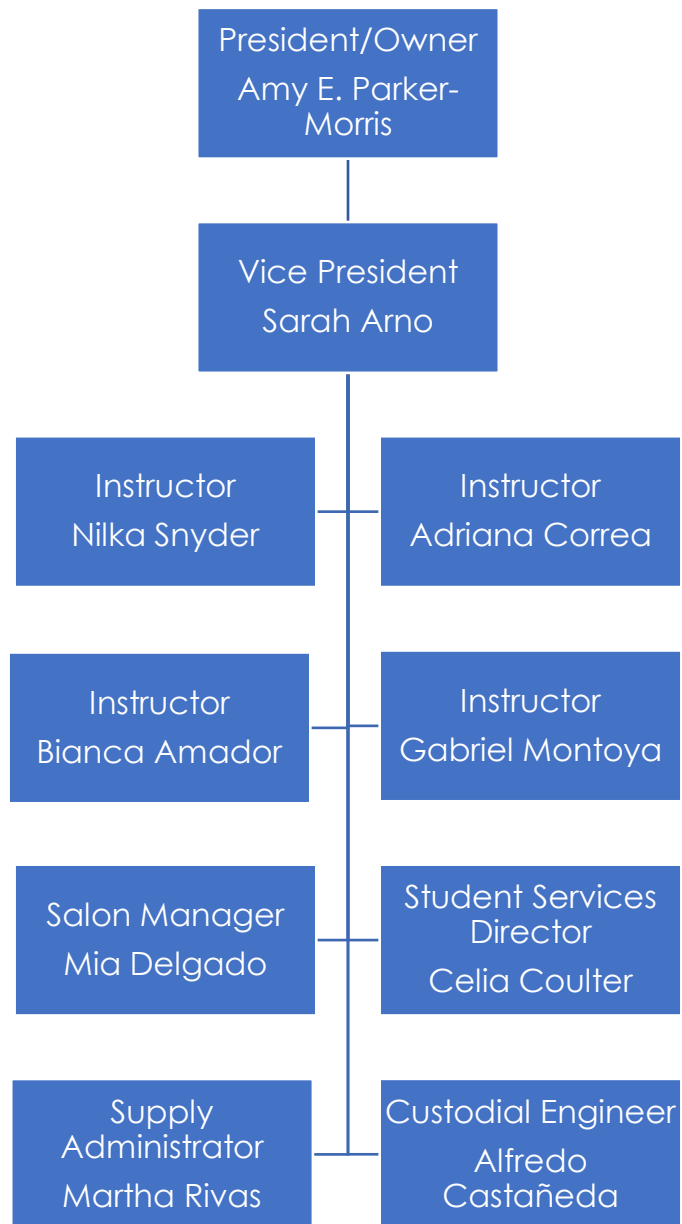 President/Owner
Amy E. Parker-
Morris
Vice President
Sarah Arno
Instructor
Nilka Snyder
Instructor
Adriana Correa
Instructor
Bianca Amador
Instructor
Gabriel Montoya
Salon Manager
Mia Delgado
Student Services
Director
Celia Coulter
Supply
Administrator
Martha Rivas
Custodial Engineer
Alfredo
Castañeda